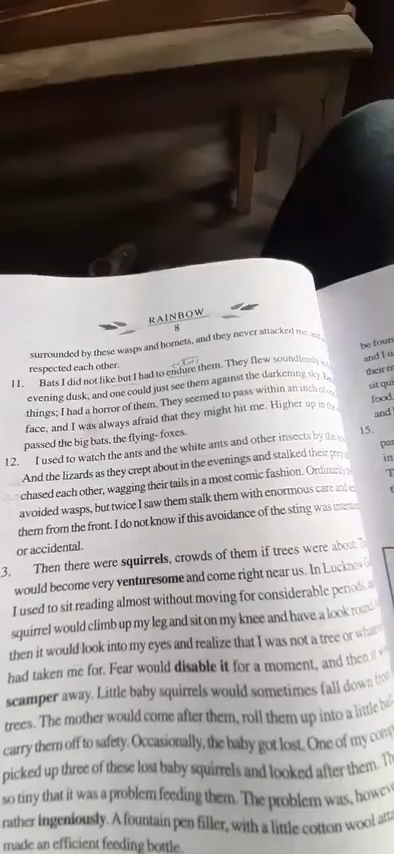 RAINBOW
8
surrounded by these wasps and hornets, and they never attacked me,
respected each other.
11. Bats I did not like but I had to endure them. They flew soundlessly
evening dusk, and one could just see them against the darkening sky.
things; I had a horror of them. They seemed to pass within an inch of
face, and I was always afraid that they might hit me. Higher up in
passed the big bats, the flying-foxes.
12. I used to watch the ants and the white ants and other insects by the
And the lizards as they crept about in the evenings and stalked their prey
chased each other, wagging their tails in a most comic fashion. Ordinarily
avoided wasps, but twice I saw them stalk them with enormous care and
them from the front. I do not know if this avoidance of the sting was
or accidental.
3. Then there were squirrels, crowds of them if trees were about.
would become very venturesome and come right near us. In Lucknow
I used to sit reading almost without moving for considerable periods,
squirrel would climb up my leg and sit on my knee and have a look round
then it would look into my eyes and realize that I was not a tree or
had taken me for. Fear would disable it for a moment, and then it
scamper away. Little baby squirrels would sometimes fall down
trees. The mother would come after them, roll them up into a little
carry them off to safety. Occasionally, the baby got lost. One of my
picked up three of these lost baby squirrels and looked after them.
so tiny that it was a problem feeding them. The problem was,
rather ingeniously. A fountain pen filler, with a little cotton wool
made an efficient feeding bottle.
be
and I
their
sit
food.
and
15.
in